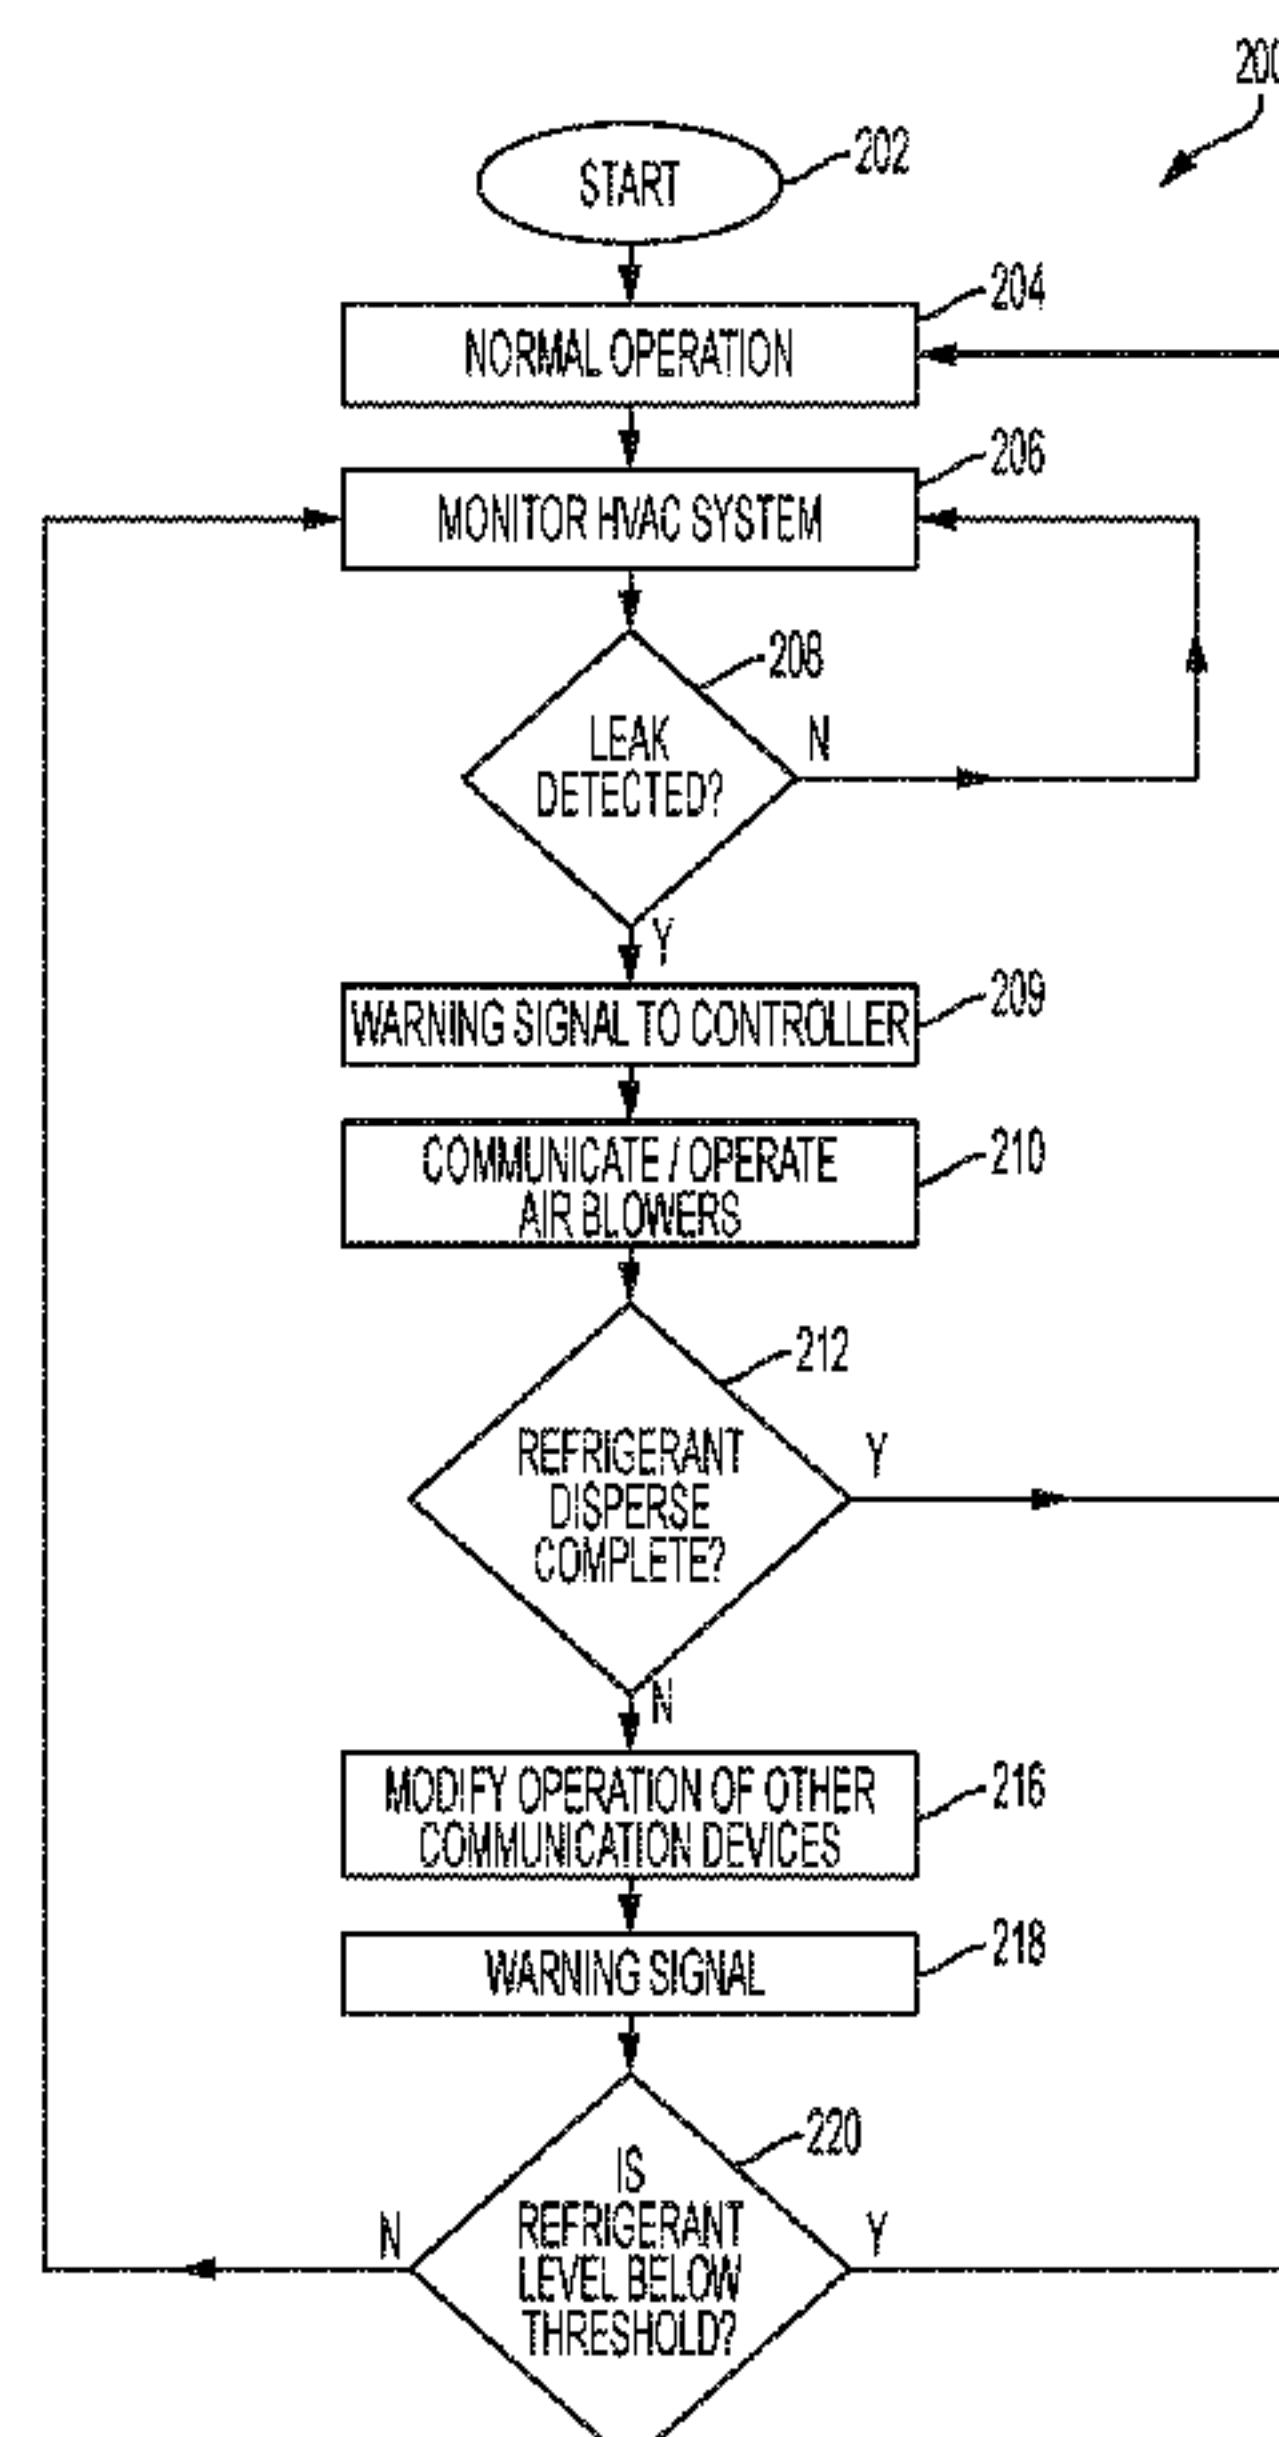 200
START
202
NORMAL OPERATION
204
MONITOR HVAC SYSTEM
206
208
LEAK
DETECTED?
N
Y
WARNING SIGNAL TO CONTROLLER
209
COMMUNICATE / OPERATE
AIR BLOWERS
210
212
REFRIGERANT
DISPERSE
COMPLETE?
Y
N
MODIFY OPERATION OF OTHER
COMMUNICATION DEVICES
216
WARNING SIGNAL
218
220
IS
REFRIGERANT
LEVEL BELOW
THRESHOLD?
N
Y